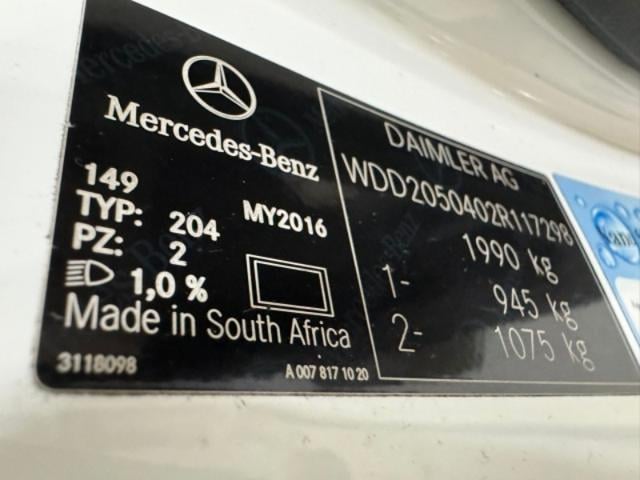 Mercedes-Benz
149
TYP: 204 MY2016
PZ: 2
1,0 %
Made in South Africa
3118098 A 007 817 10 20
DAIMLER AG
WDD2050402R117298
1990 kg
1- 945 kg
2- 1075 kg